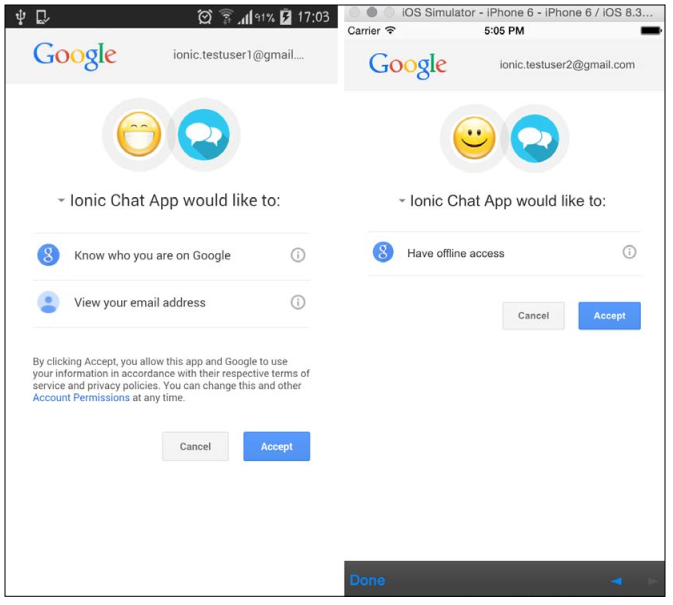 91% 17:03
Google ionic.testuser1@gmail....
Ionic Chat App would like to:
8 Know who you are on Google i
View your email address i
By clicking Accept, you allow this app and Google to use
your information in accordance with their respective terms of
service and privacy policies. You can change this and other
Account Permissions at any time.
Cancel Accept
iOS Simulator - iPhone 6 - iPhone 6 / iOS 8.3...
Carrier 5:05 PM
Google ionic.testuser2@gmail.com
Ionic Chat App would like to:
8 Have offline access i
Cancel Accept
Done